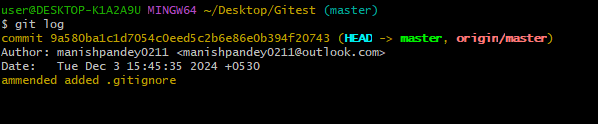 user@DESKTOP-K1A2A9U MINGW64 ~/Desktop/Gitest (master)
$ git log
commit 9a580ba1c1d7054c0eed5c2b6e86e0b394f20743 (HEAD -> master, origin/master)
Author: manishpandey0211 <manishpandey0211@outlook.com>
Date:   Tue Dec 3 15:45:35 2024 +0530
ammended added .gitignore